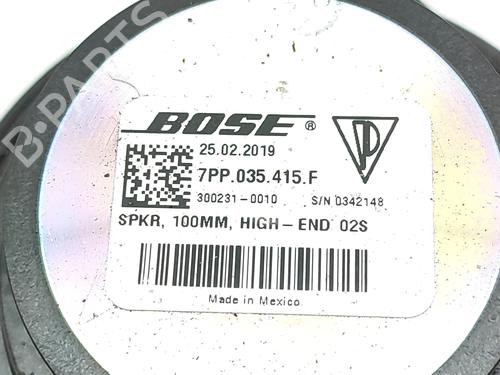 B-PARTS
BOSE ®
25.02.2019
7PP.035.415.F
300231-0010 S/N 0342148
SPKR, 100MM, HIGH-END 02S
Made in Mexico